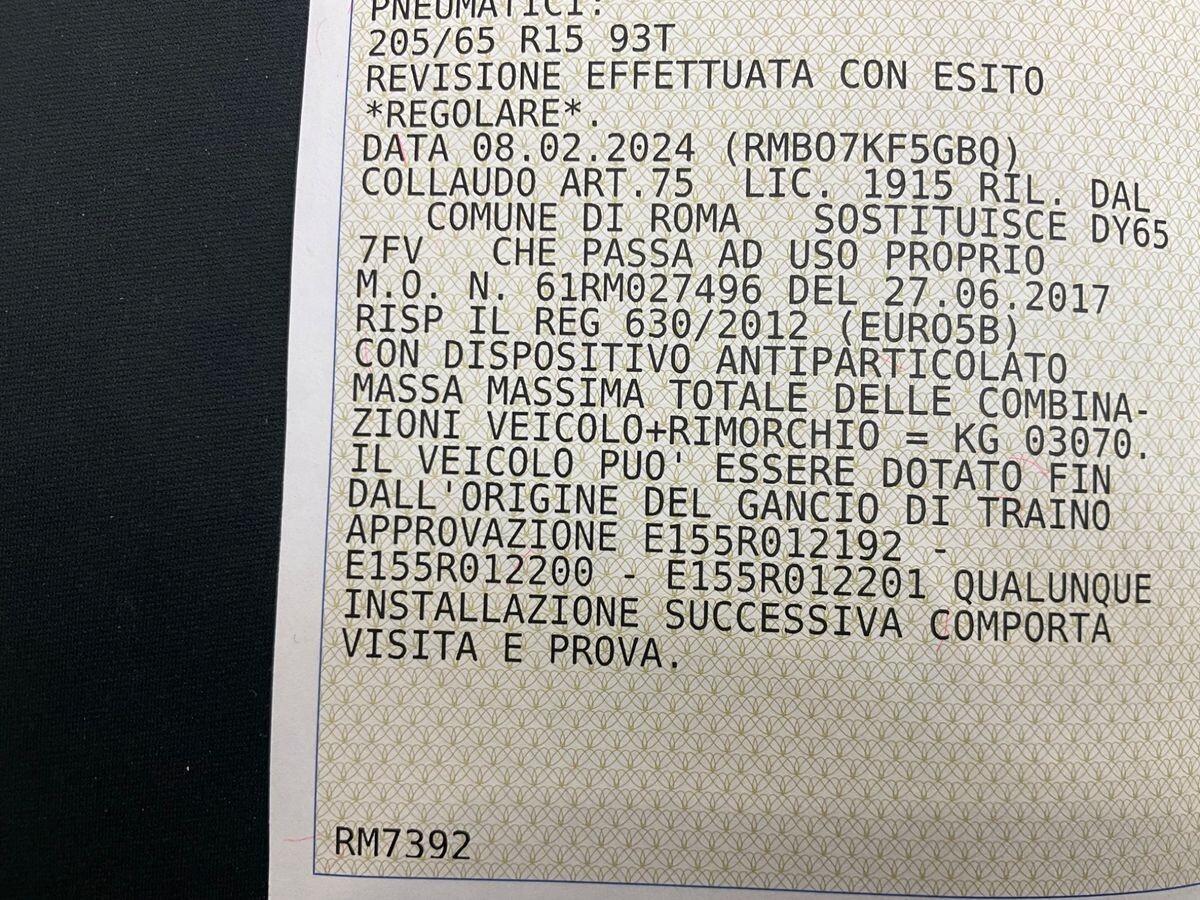 PNEUMATICI:
205/65 R15 93T
REVISIONE EFFETTUATA CON ESITO
*REGOLARE*.
DATA 08.02.2024 (RMBO7KF5GBQ)
COLLAUDO ART.75 LIC. 1915 RIL. DAL
COMUNE DI ROMA SOSTITUISCE DY65
7FV CHE PASSA AD USO PROPRIO
M.O. N. 61RM027496 DEL 27.06.2017
RISP IL REG 630/2012 (EURO5B)
CON DISPOSITIVO ANTIPARTICOLATO
MASSA MASSIMA TOTALE DELLE COMBINA-
ZIONI VEICOLO+RIMORCHIO = KG 03070.
IL VEICOLO PUO' ESSERE DOTATO FIN
DALL'ORIGINE DEL GANCIO DI TRAINO
APPROVAZIONE E155R012192 -
E155R012200 - E155R012201 QUALUNQUE
INSTALLAZIONE SUCCESSIVA COMPORTA
VISITA E PROVA.
RM7392